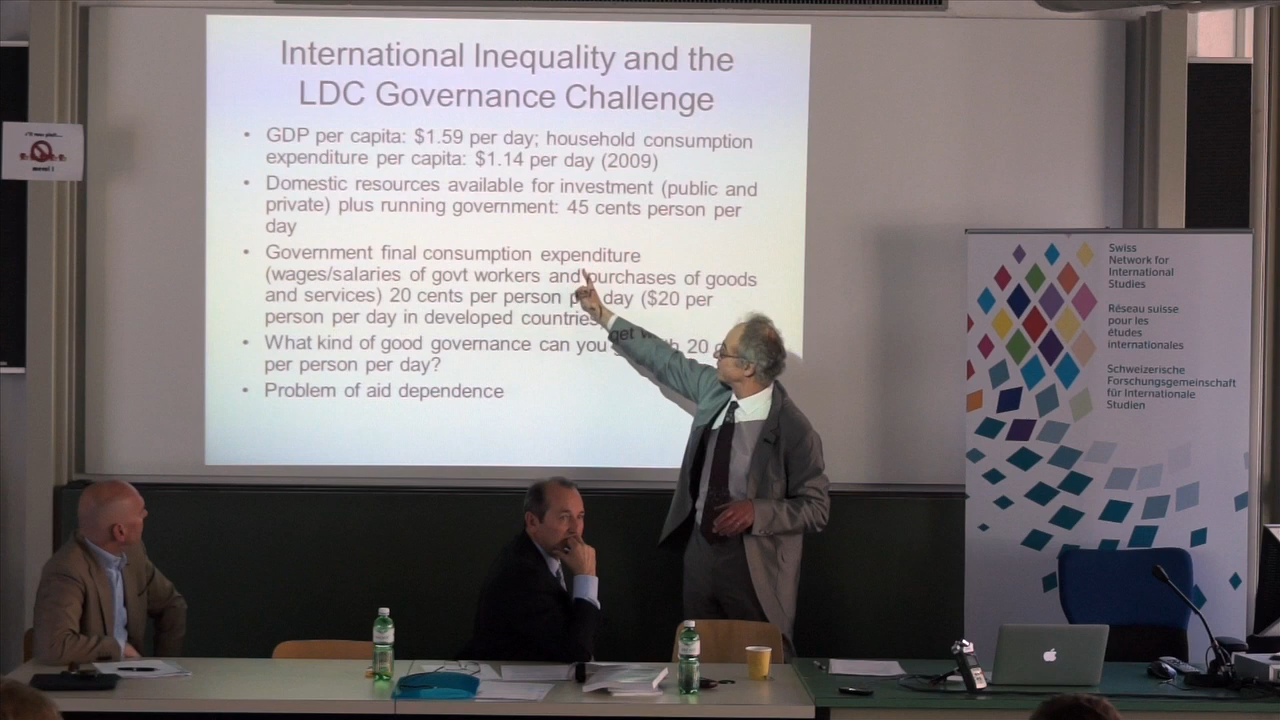 International Inequality and the
LDC Governance Challenge
• GDP per capita: $1.59 per day; household consumption
expenditure per capita: $1.14 per day (2009)
• Domestic resources available for investment (public and
private) plus running government: 45 cents person per
day
• Government final consumption expenditure
(wages/salaries of govt workers and purchases of goods
and services) 20 cents per person per day ($20 per
person per day in developed countries
• What kind of good governance can you get 20
per person per day?
• Problem of aid dependence
Swiss
Network for
International
Studies
Réseau suisse
pour les
études
internationales
Schweizerische
Forschungsgemeinschaft
für Internationale
Studien